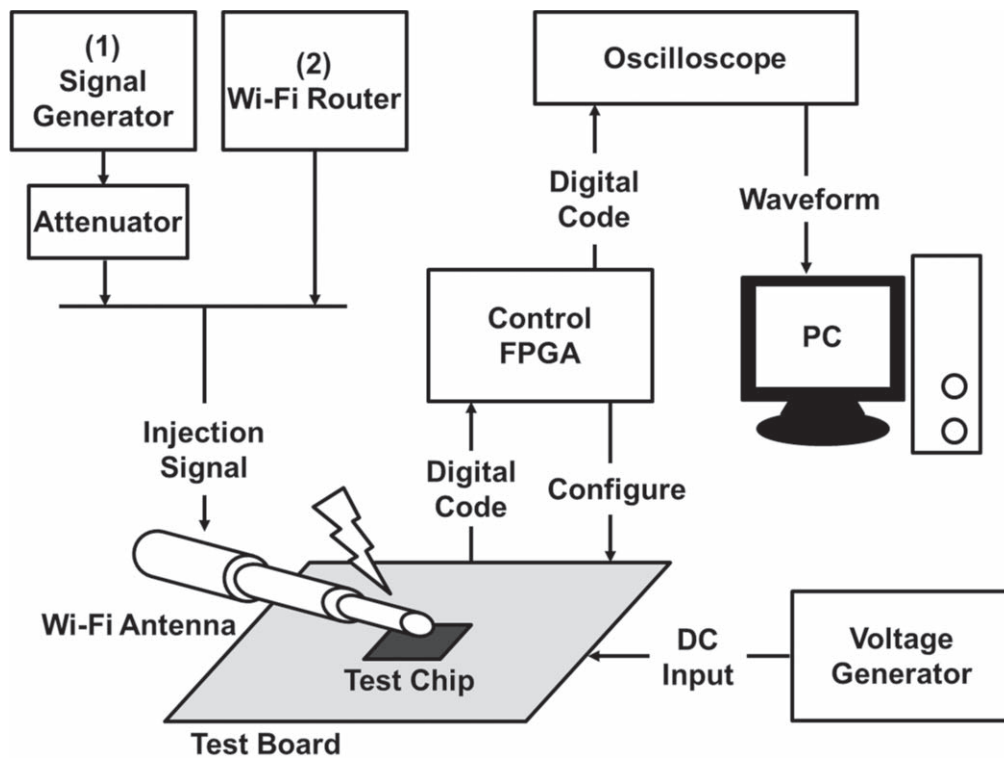 (1)
Signal
Generator
(2)
Wi-Fi Router
Oscilloscope
Attenuator
Digital
Code
Waveform
Control
FPGA
PC
Injection
Signal
Digital
Code
Configure
Wi-Fi Antenna
Test Chip
DC
Input
Voltage
Generator
Test Board